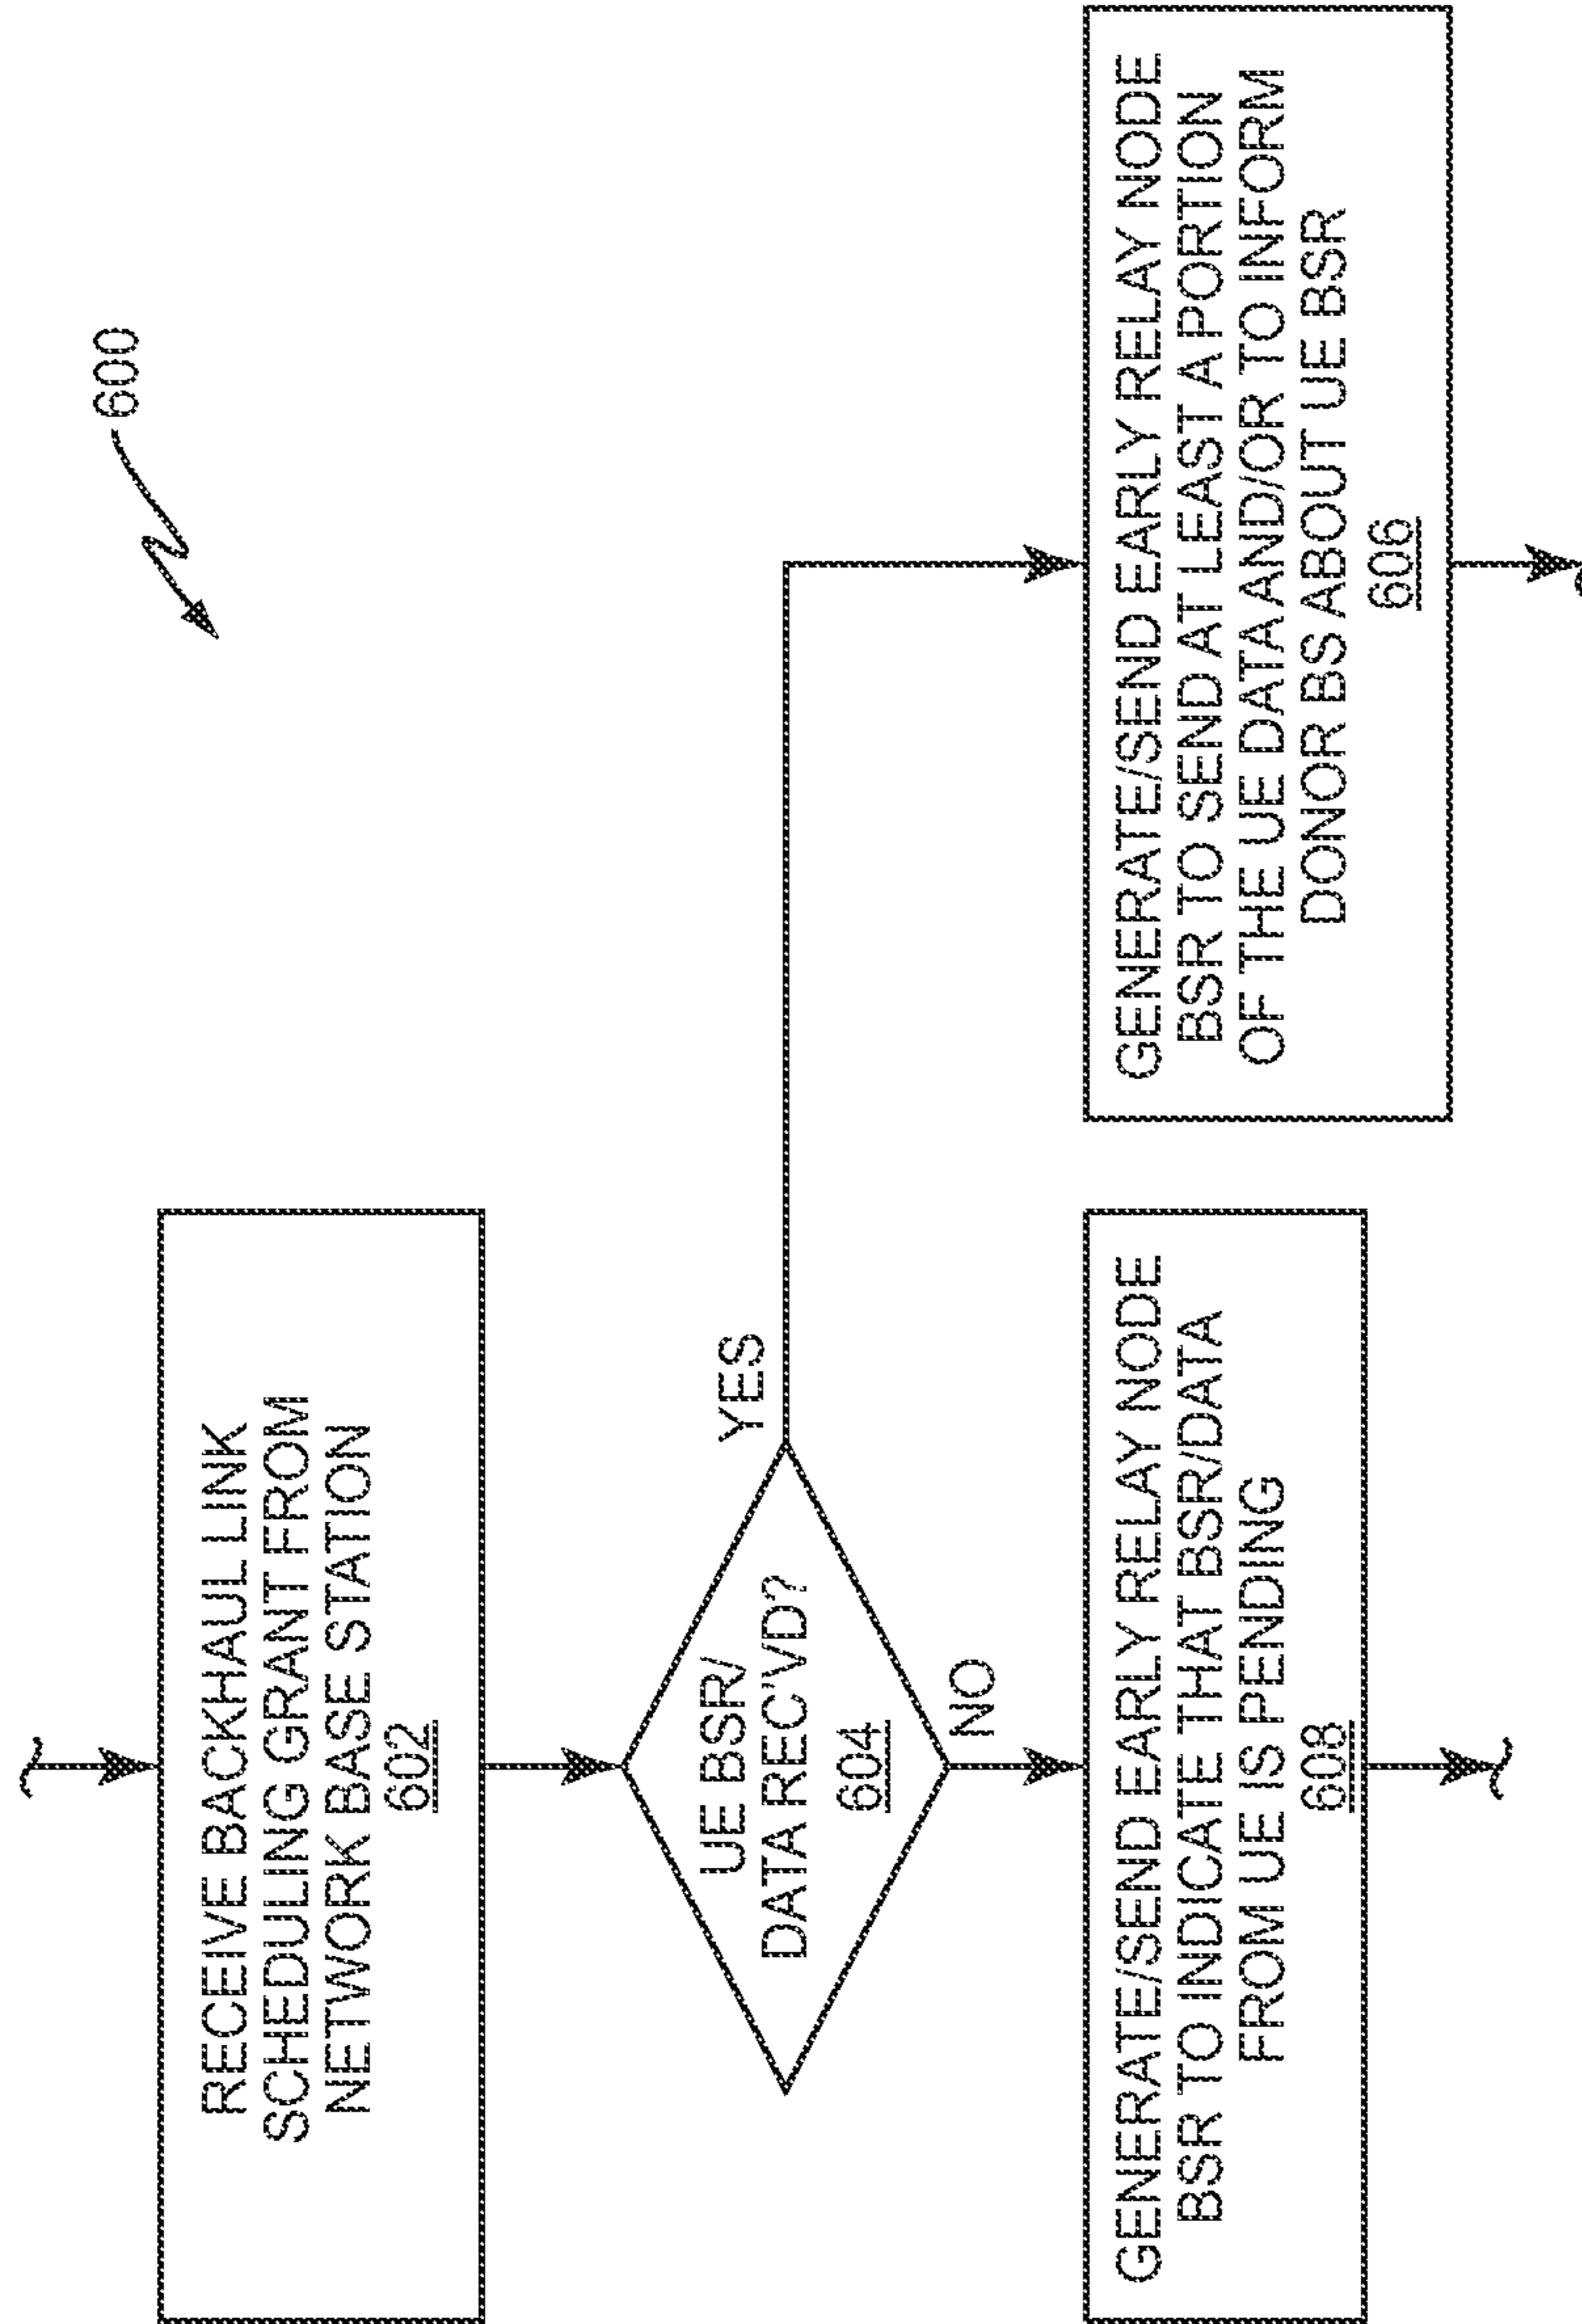 600
RECEIVE BACKHAUL LINK
SCHEDULING GRANT FROM
NETWORK BASE STATION
602
UE BSR/
DATA REC'VD?
604
YES
NO
GENERATE/SEND EARLY RELAY NODE
BSR TO INDICATE THAT BSR/DATA
FROM UE IS PENDING
608
GENERATE/SEND EARLY RELAY NODE
BSR TO SEND AT LEAST A PORTION
OF THE UE DATA AND/OR TO INFORM
DONOR BS ABOUT UE BSR
606